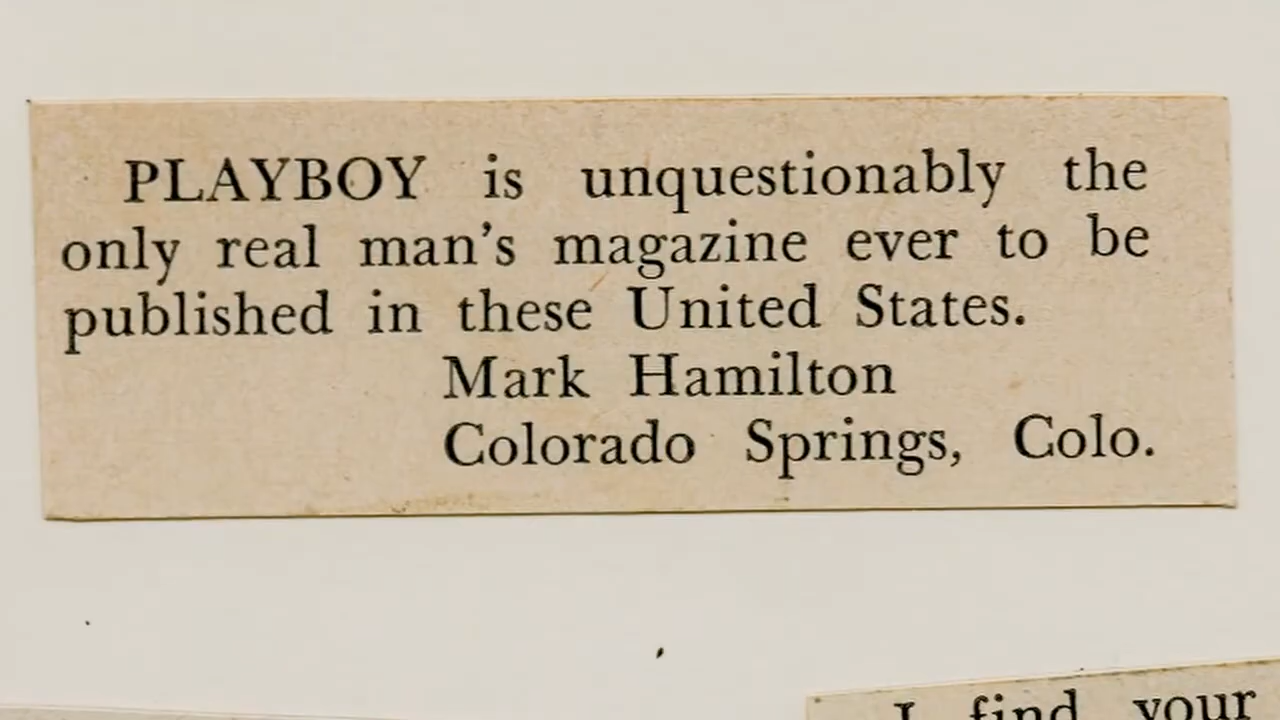 PLAYBOY is unquestionably the
only real man's magazine ever to be
published in these United States.
Mark Hamilton
Colorado Springs, Colo.
I find your